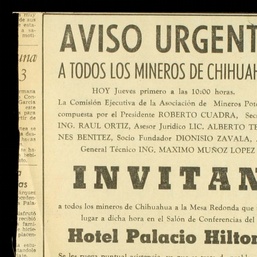 AVISO URGENT
A TODOS LOS MINEROS DE CHIHUAH
HOY Jueves primero a las 10:00 horas.
La Comisión Ejecutiva de la Asociación de Mineros
compuesta por el Presidente ROBERTO CUADRA,
ING. RAUL ORTIZ, Asesor Jurídico LIC. ALBERTO
NES BENITEZ, Socio Fundador DIONISIO ZAVALA,
General Técnico ING. MAXIMO MUÑOZ LOPEZ
INVITAN
a todos los mineros de Chihuahua a la Mesa Redonda que
lugar a dicha hora en el Salón de Conferencias del
Hotel Palacio Hilton